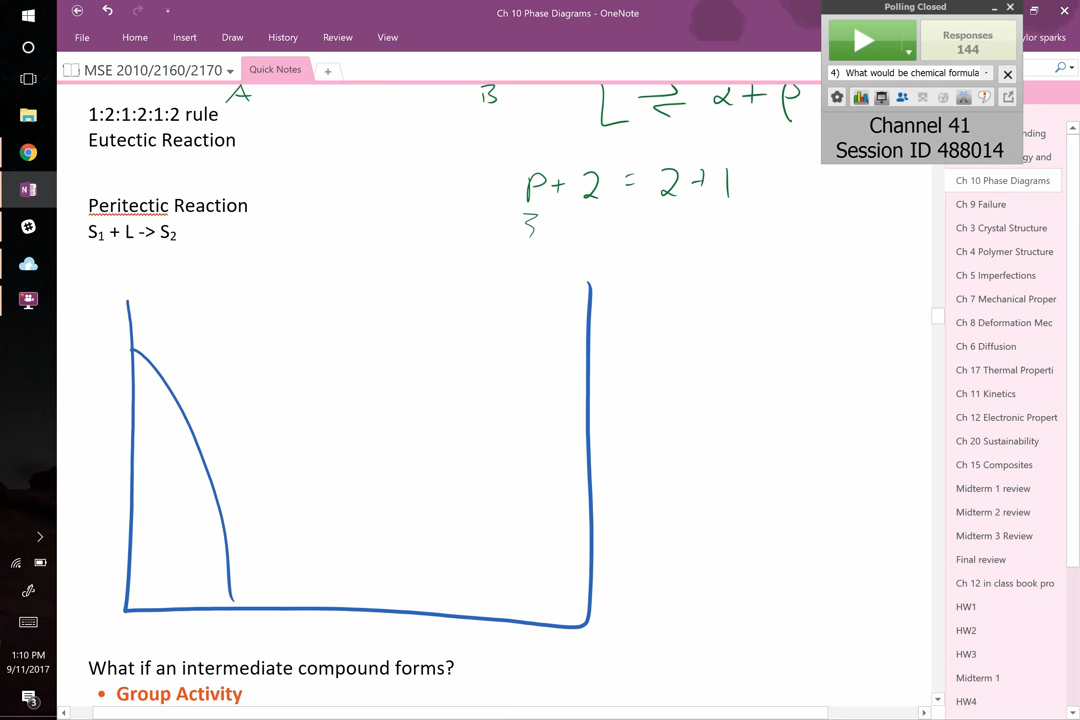 Ch 10 Phase Diagrams - OneNote
Polling Closed
File Home Insert Draw History Review View
Responses
144
ylor sparks
MSE 2010/2160/2170
Quick Notes
4) What would be chemical formula
Channel 41
Session ID 488014
A B L ⇌ α + β
1:2:1:2:1:2 rule
Eutectic Reaction
P + 2 = 2 + 1
3
Peritectic Reaction
S₁ + L -> S₂
What if an intermediate compound forms?
• Group Activity
nding
gy and
Ch 10 Phase Diagrams
Ch 9 Failure
Ch 3 Crystal Structure
Ch 4 Polymer Structure
Ch 5 Imperfections
Ch 7 Mechanical Proper
Ch 8 Deformation Mec
Ch 6 Diffusion
Ch 17 Thermal Properti
Ch 11 Kinetics
Ch 12 Electronic Propert
Ch 20 Sustainability
Ch 15 Composites
Midterm 1 review
Midterm 2 review
Midterm 3 Review
Final review
Ch 12 in class book pro
HW1
HW2
HW3
Midterm 1
HW4
1:10 PM
9/11/2017
3